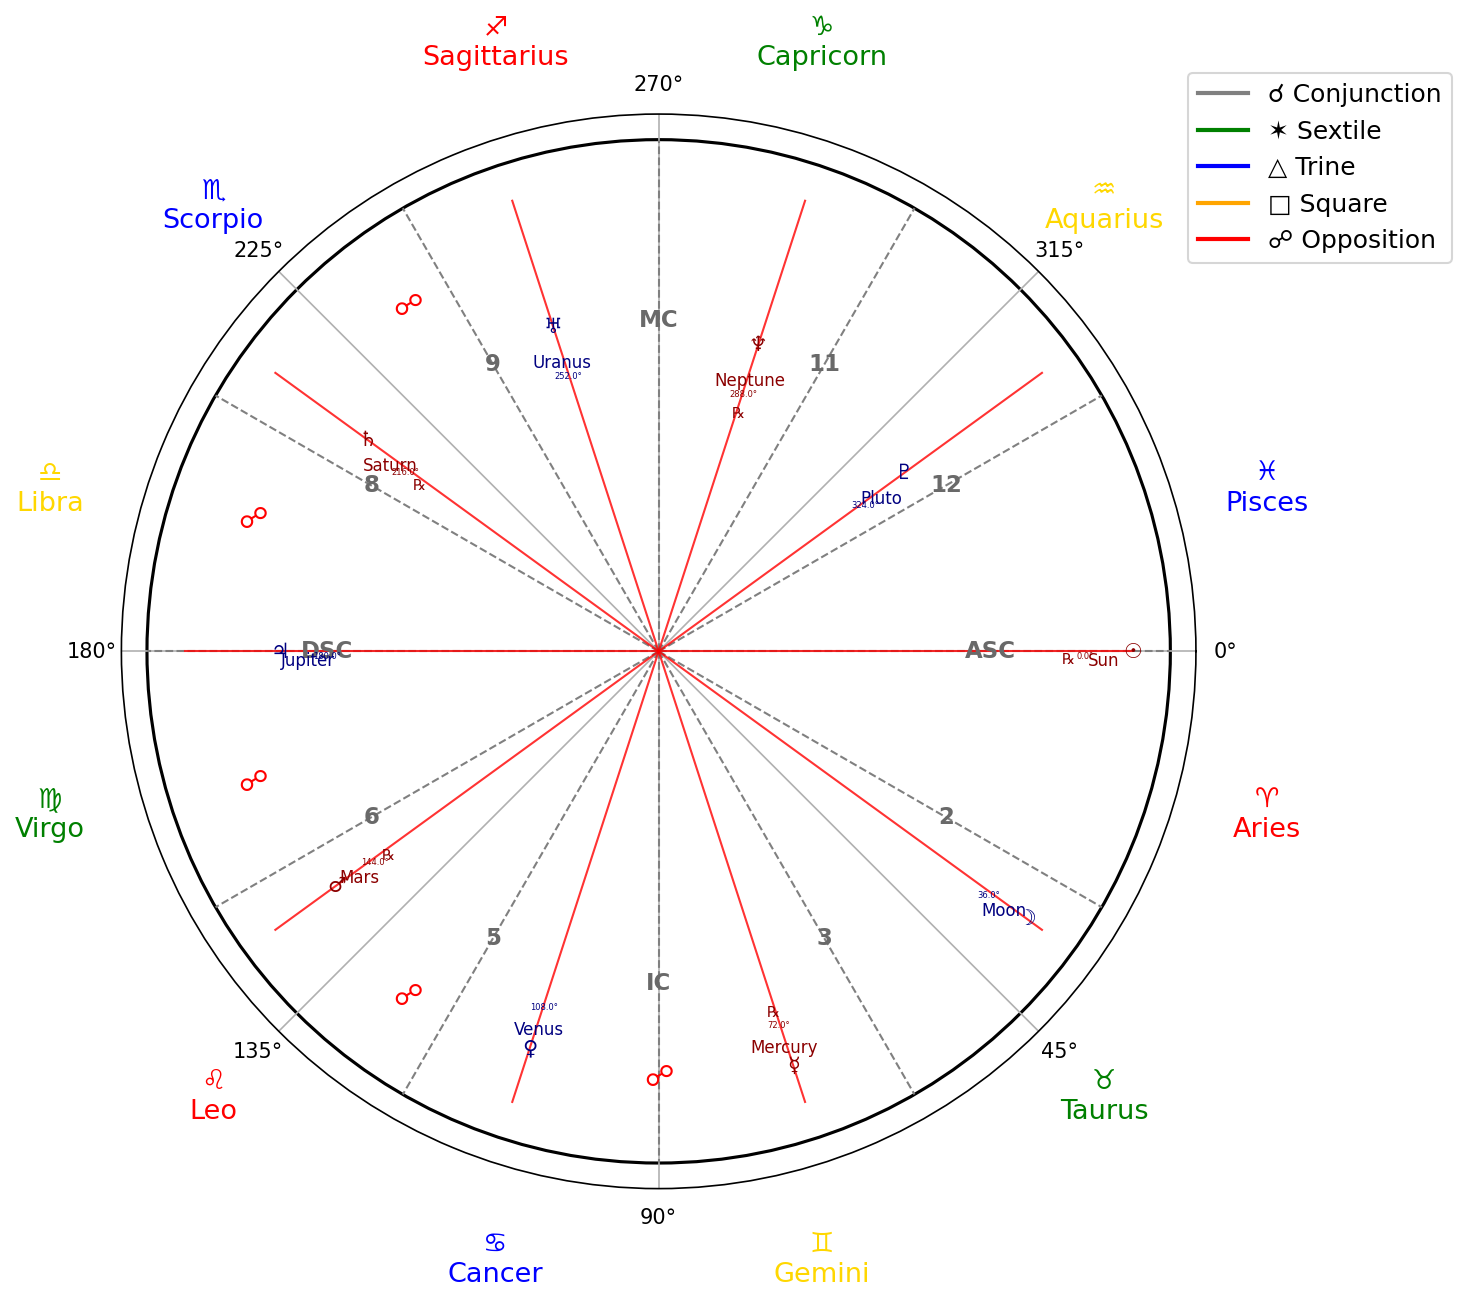 ♐
Sagittarius
♑
Capricorn
270°
☌ Conjunction
✶ Sextile
△ Trine
□ Square
☍ Opposition
♏
Scorpio
225°
♒
Aquarius
315°
☍
MC
♅
Uranus
252.0°
♆
Neptune
288.0°
℞
9
11
♄
Saturn
216.0°
℞
8
♇
Pluto
324.0°
12
♎
Libra
♓
Pisces
☍
180°
♃
Jupiter
180.0°
DSC
ASC
℞
0.0°
Sun
☉
0°
☍
♍
Virgo
♈
Aries
6
2
℞
144.0°
Mars
♂
36.0°
Moon
☽
5
3
IC
☍
108.0°
Venus
♀
℞
72.0°
Mercury
☿
☍
135°
45°
♌
Leo
♉
Taurus
90°
♋
Cancer
♊
Gemini